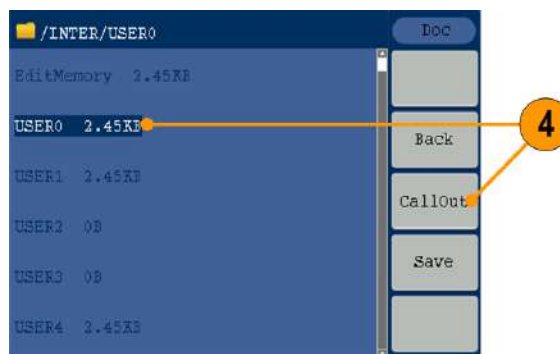 /INTER/USER0
Doc
EditMemory 2.45KB
USER0 2.45KB
Back
USER1 2.45KB
CallOut
USER2 0B
Save
USER3 0B
USER4 2.45KB
4